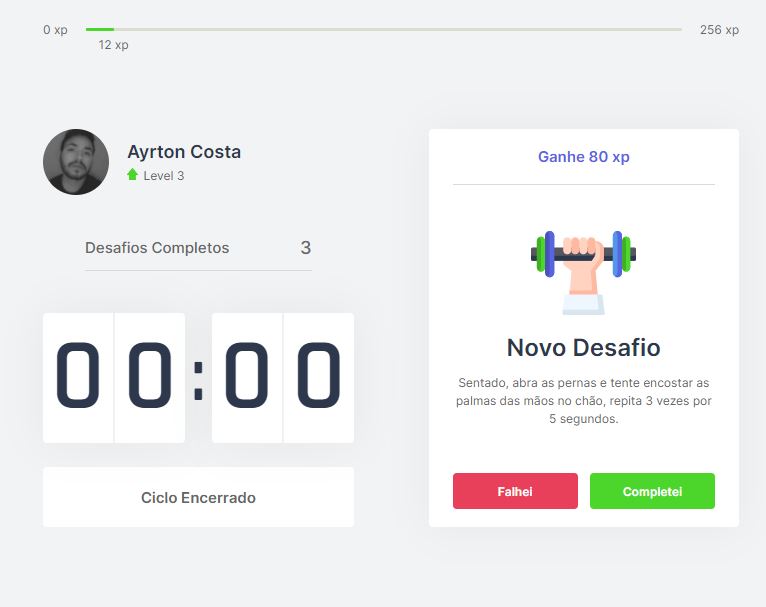 0 xp
256 xp
12 xp
Ayrton Costa
Level 3
Desafios Completos 3
00:00
Ciclo Encerrado
Ganhe 80 xp
Novo Desafio
Sentado, abra as pernas e tente encostar as
palmas das mãos no chão, repita 3 vezes por
5 segundos.
Falhei
Completei